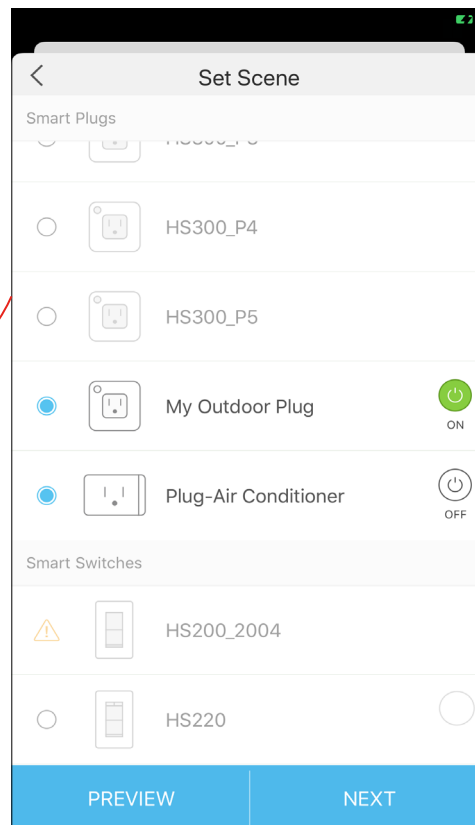 Set Scene
Smart Plugs
HS300_P4
HS300_P5
My Outdoor Plug
ON
Plug-Air Conditioner
OFF
Smart Switches
HS200_2004
HS220
PREVIEW
NEXT